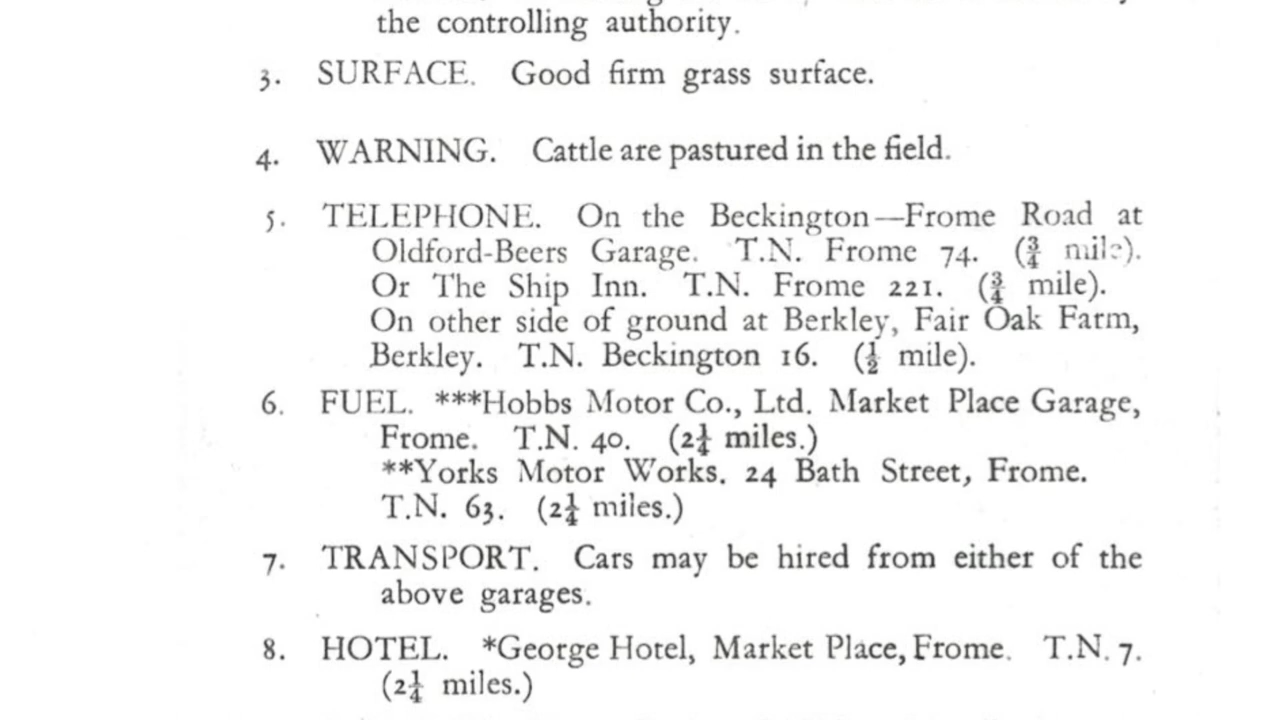 the controlling authority.
3. SURFACE. Good firm grass surface.
4. WARNING. Cattle are pastured in the field.
5. TELEPHONE. On the Beckington—Frome Road at
Oldford-Beers Garage. T.N. Frome 74. (¾ mile).
Or The Ship Inn. T.N. Frome 221. (¾ mile).
On other side of ground at Berkley, Fair Oak Farm,
Berkley. T.N. Beckington 16. (½ mile).
6. FUEL. ***Hobbs Motor Co., Ltd. Market Place Garage,
Frome. T.N. 40. (2¼ miles.)
**Yorks Motor Works. 24 Bath Street, Frome.
T.N. 63. (2¼ miles.)
7. TRANSPORT. Cars may be hired from either of the
above garages.
8. HOTEL. *George Hotel, Market Place, Frome. T.N. 7.
(2¼ miles.)